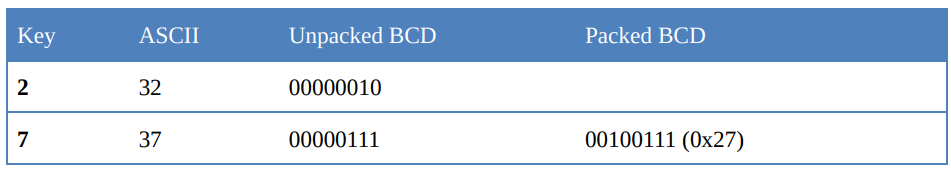 Key ASCII Unpacked BCD Packed BCD
2 32 00000010
7 37 00000111 00100111 (0x27)